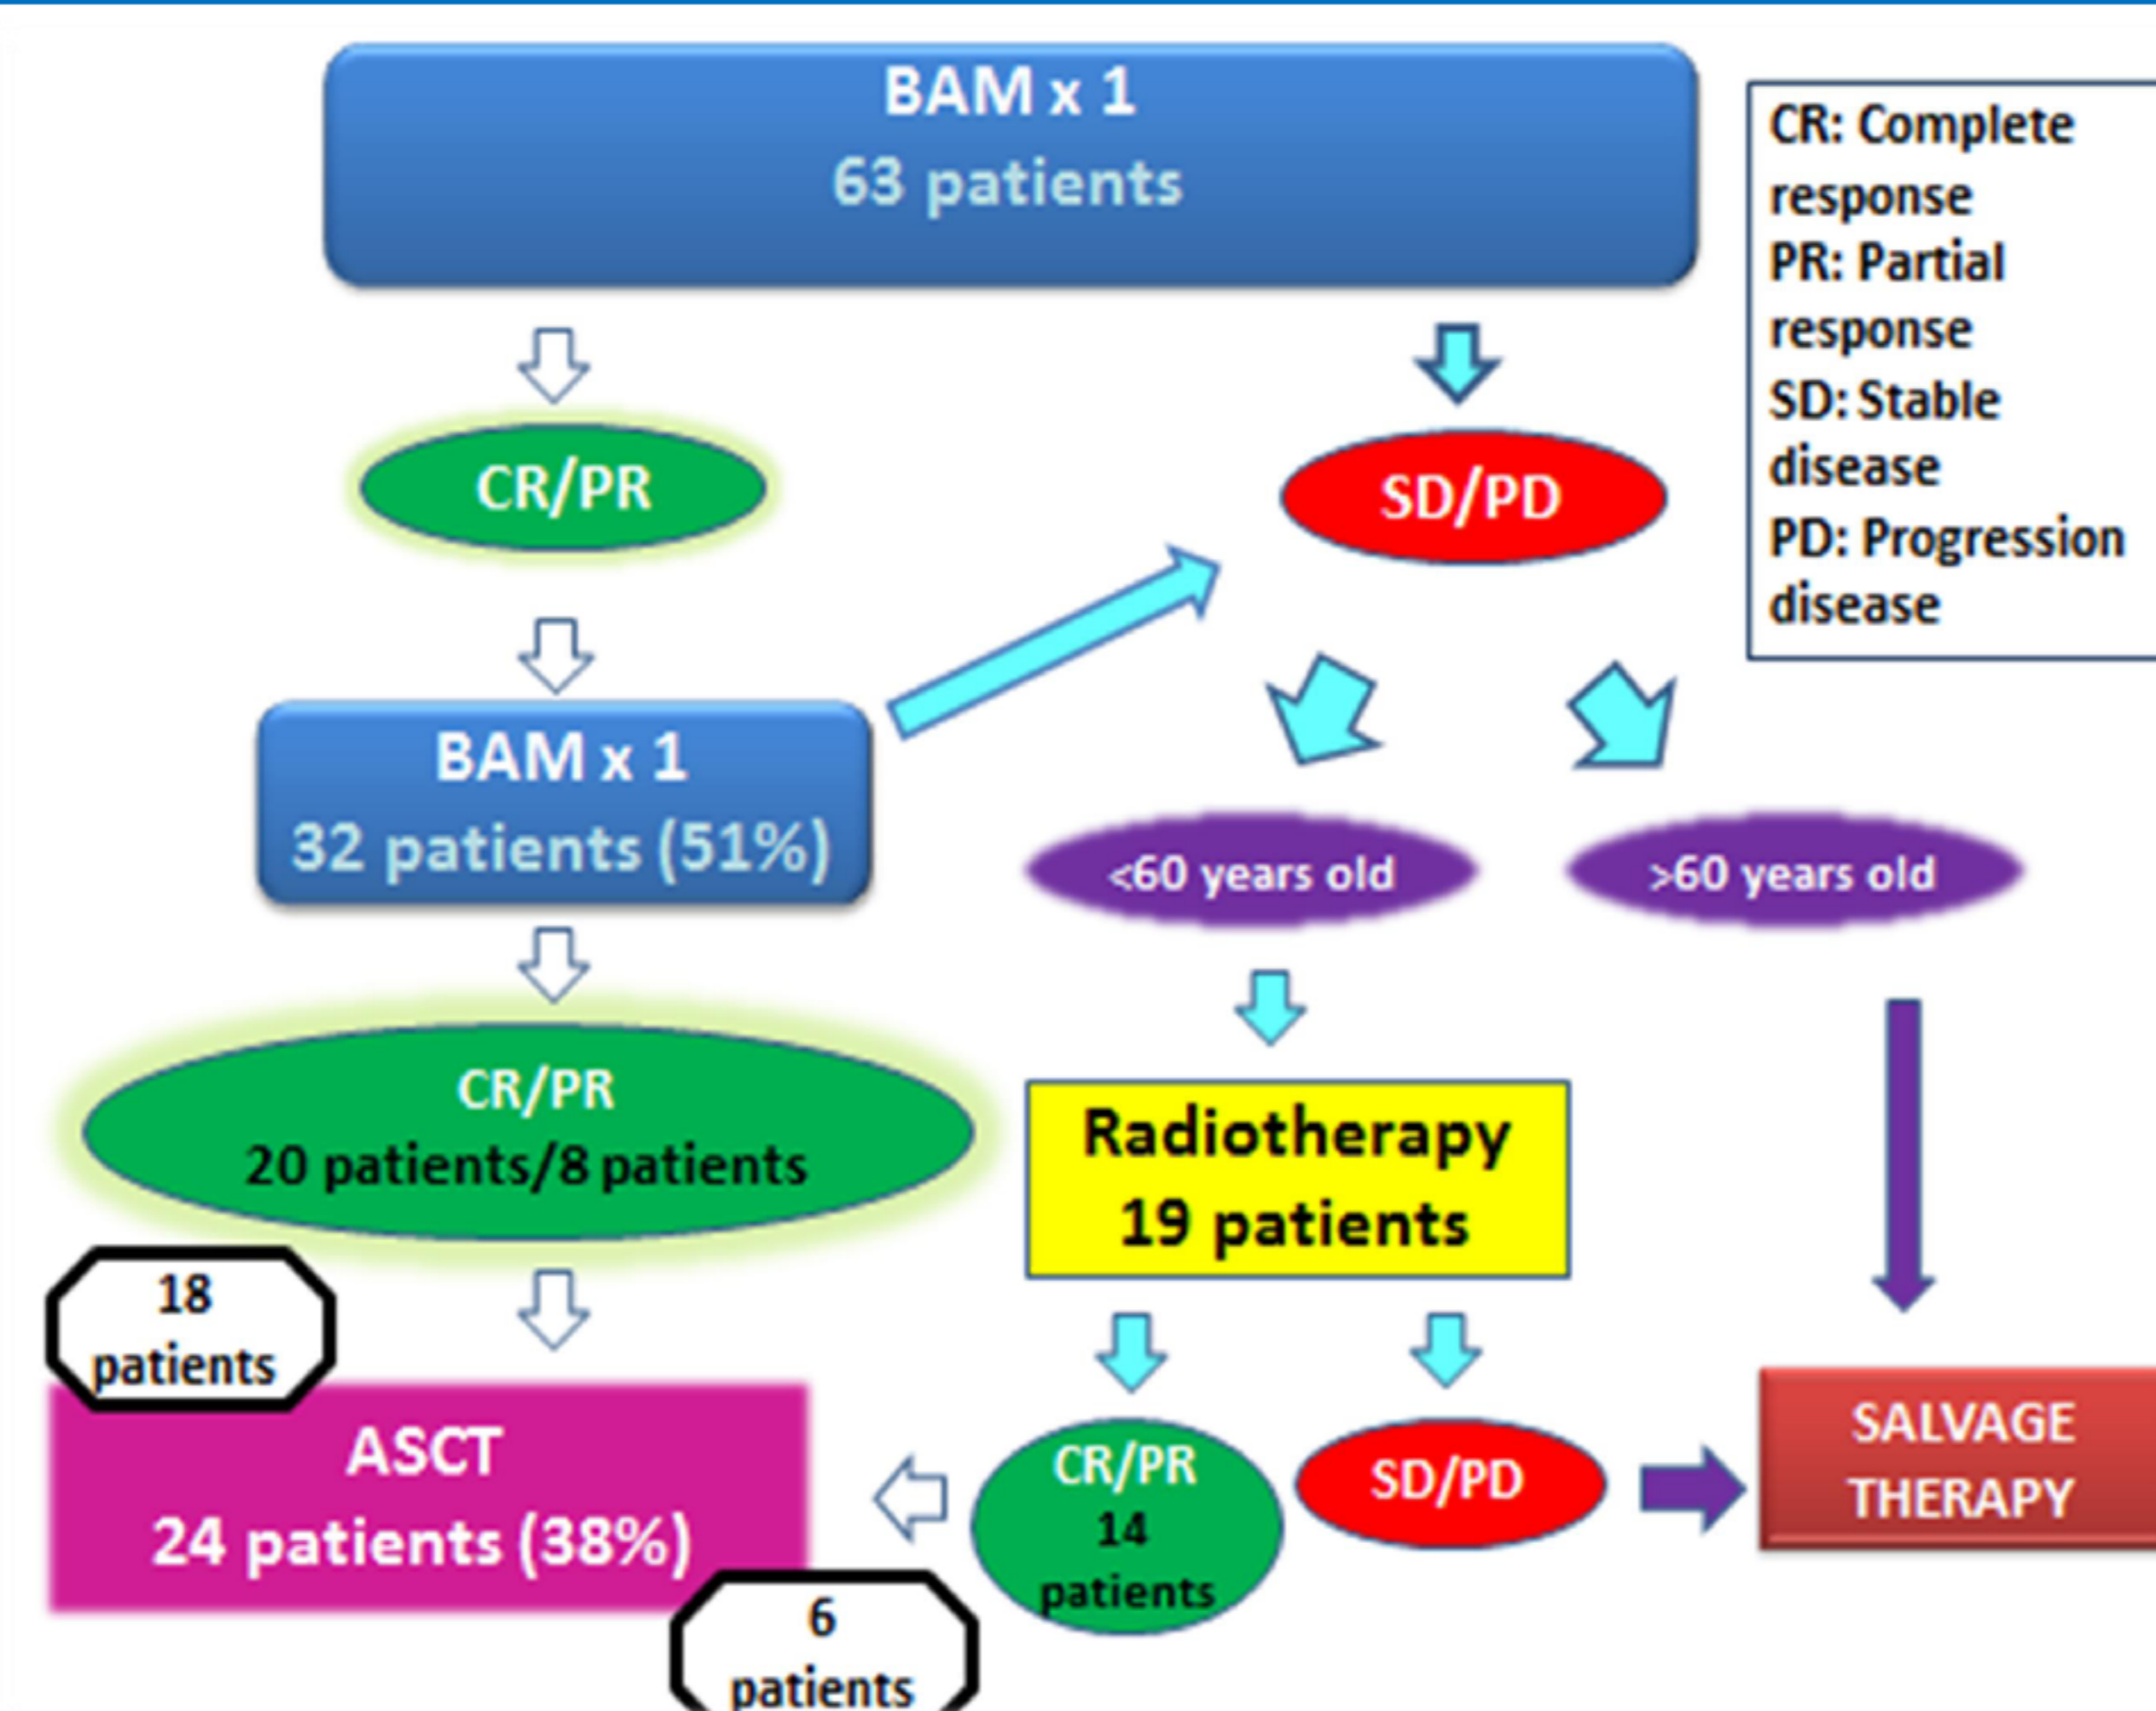 BAM x 1
63 patients
CR: Complete
response
PR: Partial
response
SD: Stable
disease
PD: Progression
disease
CR/PR
SD/PD
BAM x 1
32 patients (51%)
<60 years old
>60 years old
CR/PR
20 patients/8 patients
Radiotherapy
19 patients
18
patients
ASCT
24 patients (38%)
6
patients
CR/PR
14
patients
SD/PD
SALVAGE
THERAPY